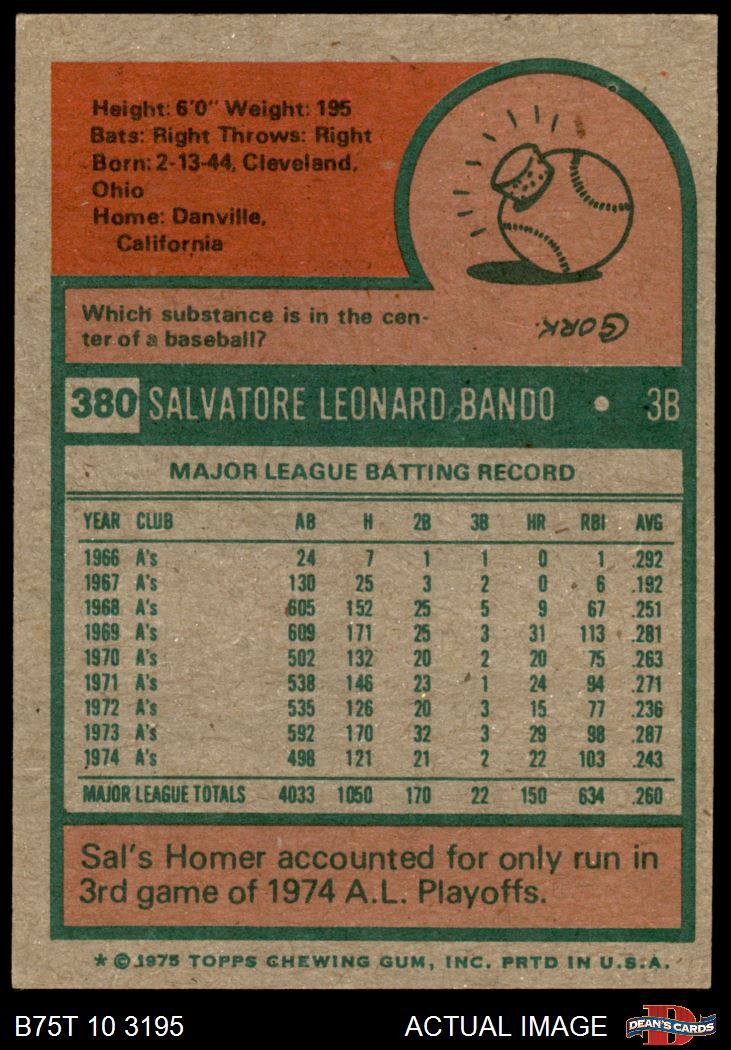 Height: 6'0" Weight: 195
Bats: Right Throws: Right
Born: 2-13-44, Cleveland,
Ohio
Home: Danville,
California
Which substance is in the cen-
ter of a baseball?
CORK.
380 SALVATORE LEONARD BANDO • 3B
MAJOR LEAGUE BATTING RECORD
YEAR CLUB AB H 2B 3B HR RBI AVG
1966 A's 24 7 1 1 0 1 .292
1967 A's 130 25 3 2 0 6 .192
1968 A's 605 152 25 5 9 67 .251
1969 A's 609 171 25 3 31 113 .281
1970 A's 502 132 20 2 20 75 .263
1971 A's 538 146 23 1 24 94 .271
1972 A's 535 126 20 3 15 77 .236
1973 A's 592 170 32 3 29 98 .287
1974 A's 498 121 21 2 22 103 .243
MAJOR LEAGUE TOTALS 4033 1050 170 22 150 634 .260
Sal's Homer accounted for only run in
3rd game of 1974 A.L. Playoffs.
* © 1975 TOPPS CHEWING GUM, INC. PRTD IN U.S.A.
B75T 10 3195 ACTUAL IMAGE D DEAN'S CARDS